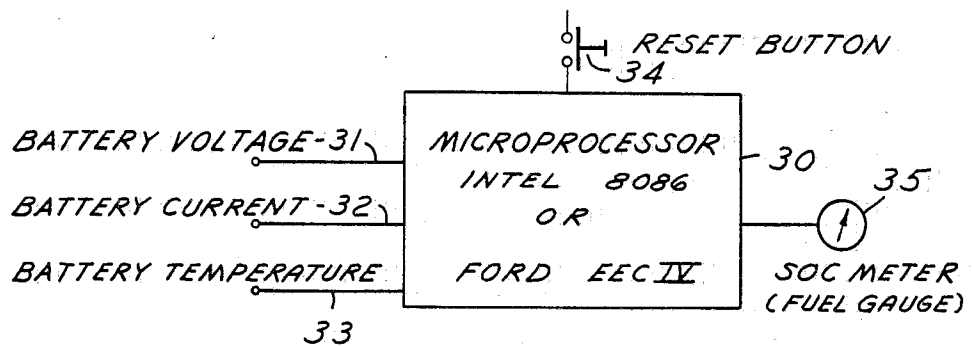 RESET BUTTON
34
BATTERY VOLTAGE-31
MICROPROCESSOR
30
INTEL 8086
35
BATTERY CURRENT-32
OR
BATTERY TEMPERATURE
FORD EEC IV
SOC METER
(FUEL GAUGE)
33